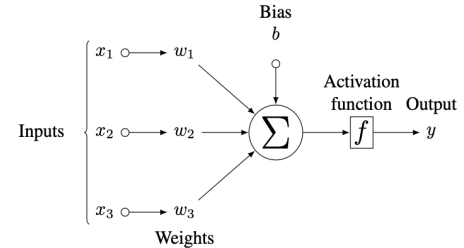 Bias
b
x₁ w₁
Activation
function
Output
Inputs
x₂ w₂
Σ
f
y
x₃ w₃
Weights